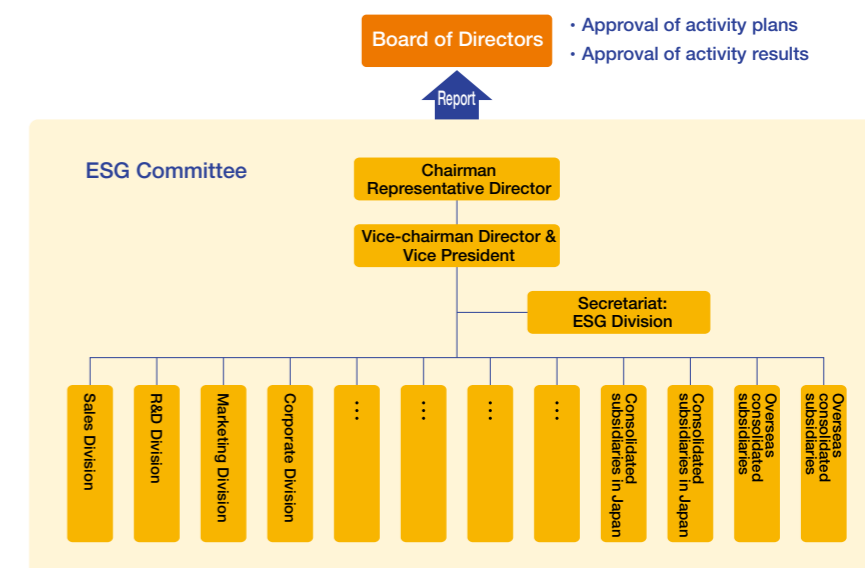 Board of Directors
・Approval of activity plans
・Approval of activity results
Report
ESG Committee
Chairman
Representative Director
Vice-chairman Director &
Vice President
Secretariat:
ESG Division
Sales Division
R&D Division
Marketing Division
Corporate Division
…
…
…
…
Consolidated
subsidiaries in Japan
Consolidated
subsidiaries in Japan
Overseas
consolidated
subsidiaries
Overseas
consolidated
subsidiaries